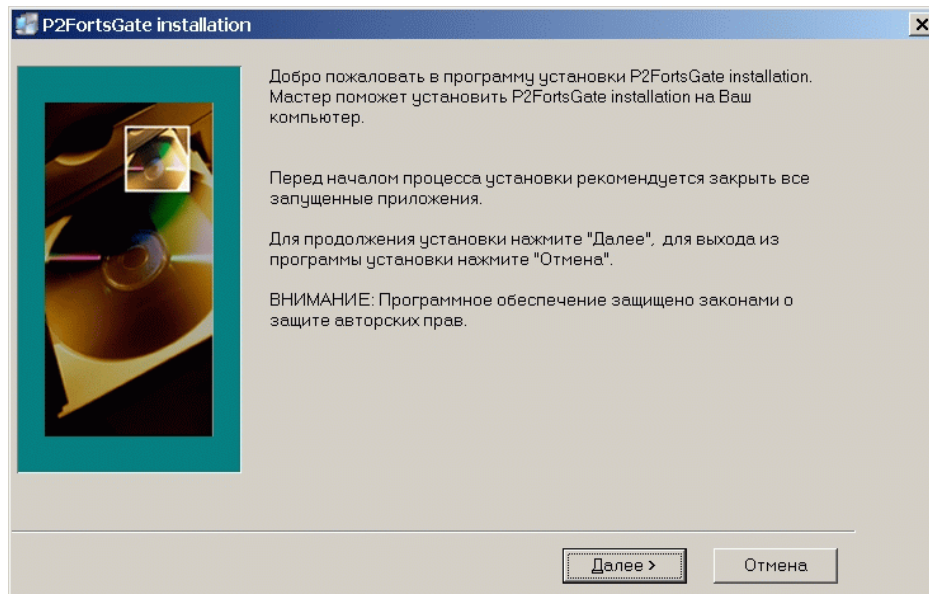 P2FortsGate installation
Добро пожаловать в программу установки P2FortsGate installation.
Мастер поможет установить P2FortsGate installation на Ваш
компьютер.
Перед началом процесса установки рекомендуется закрыть все
запущенные приложения.
Для продолжения установки нажмите "Далее", для выхода из
программы установки нажмите "Отмена".
ВНИМАНИЕ: Программное обеспечение защищено законами о
защите авторских прав.
Далее >
Отмена